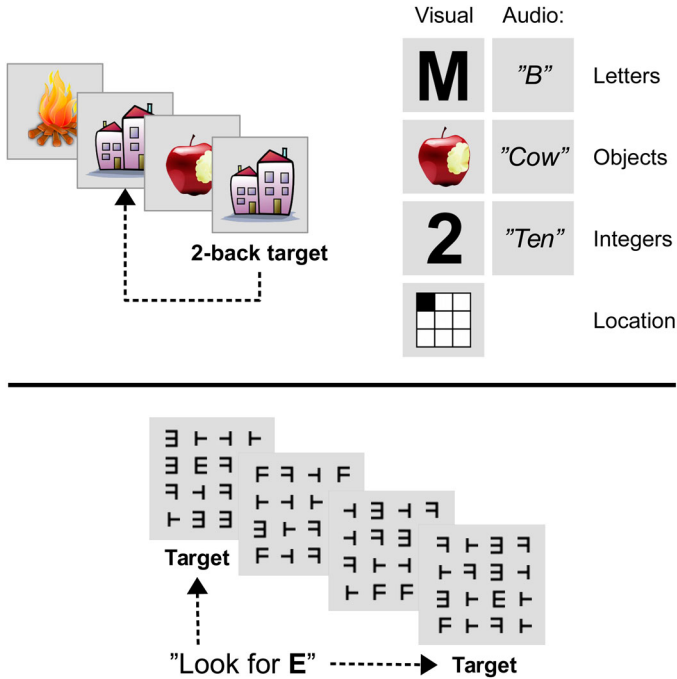 Visual Audio:
M "B" Letters
"Cow" Objects
2 "Ten" Integers
Location
2-back target
Target
"Look for E"
Target